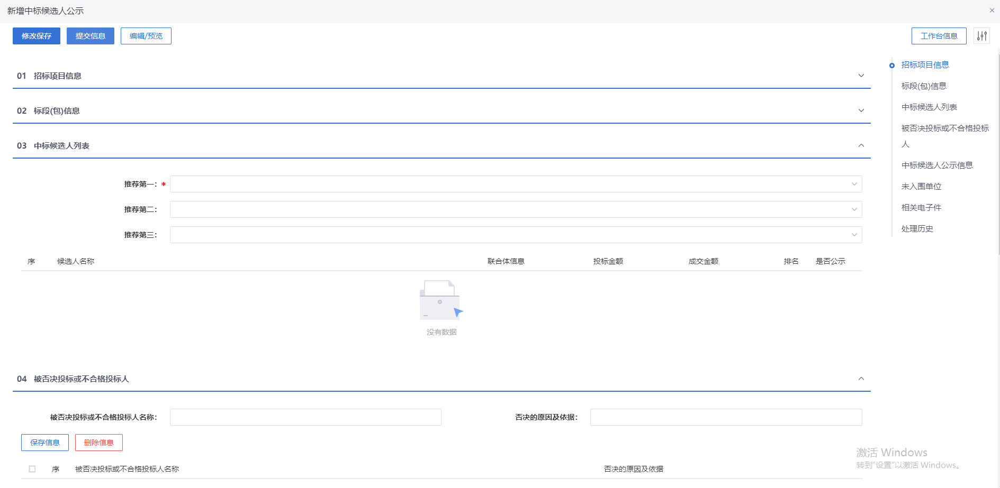 新增中标候选人公示
修改保存
提交信息
编辑/预览
工作台信息
01 招标项目信息
02 标段(包)信息
03 中标候选人列表
推荐第一：*
推荐第二：
推荐第三：
序 候选人名称 联合体信息 投标金额 成交金额 排名 是否公示
没有数据
04 被否决投标或不合格投标人
被否决投标或不合格投标人名称：
否决的原因及依据：
保存信息
删除信息
序 被否决投标或不合格投标人名称 否决的原因及依据
招标项目信息
标段(包)信息
中标候选人列表
被否决投标或不合格投标
人
中标候选人公示信息
未入围单位
相关电子件
处理历史
激活 Windows
转到“设置”以激活 Windows。